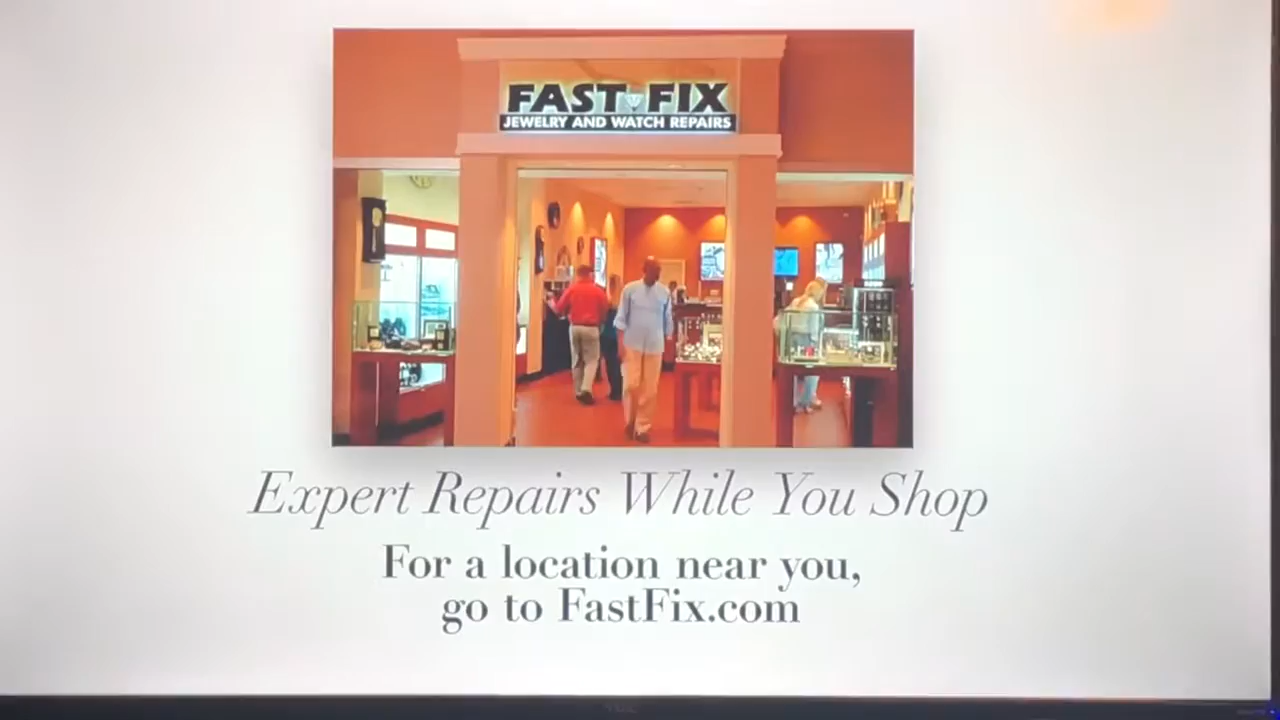 FAST FIX
JEWELRY AND WATCH REPAIRS
Expert Repairs While You Shop
For a location near you,
go to FastFix.com